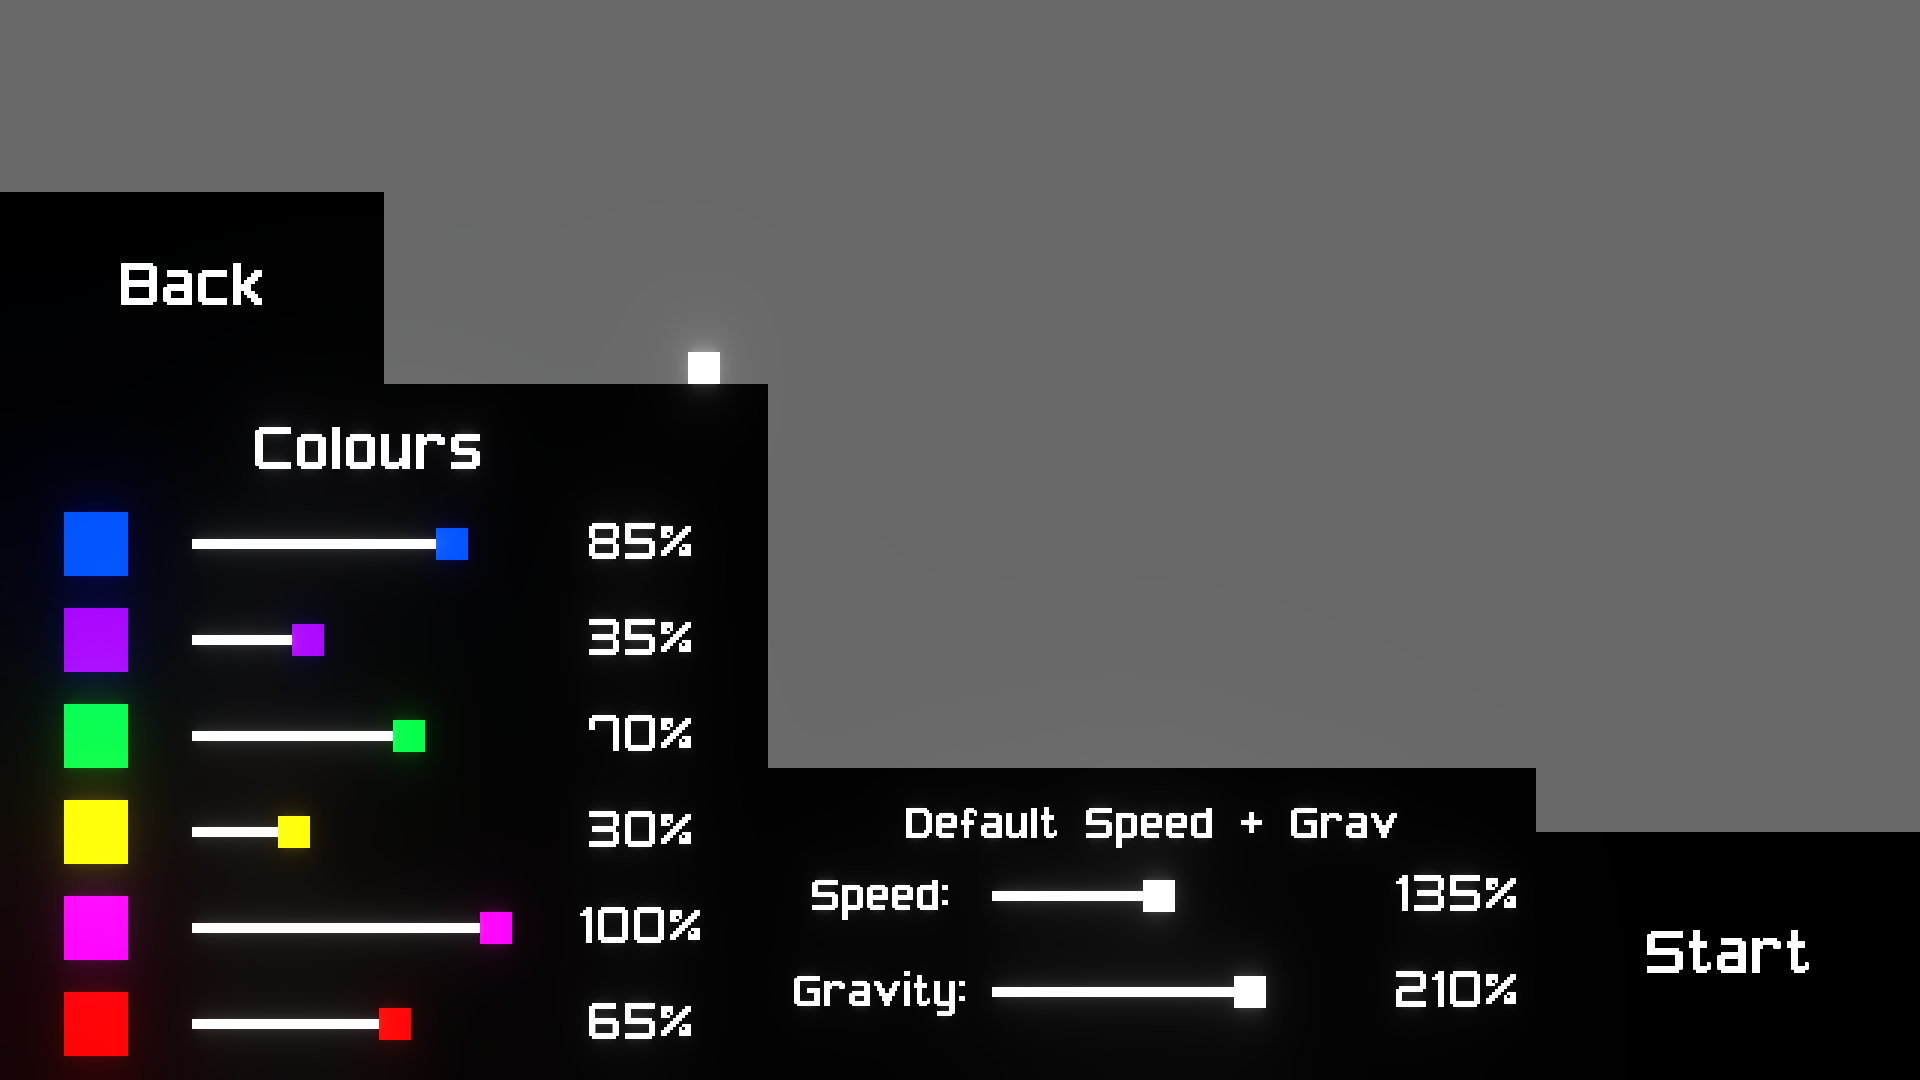 Back
Colours
85%
35%
70%
30%
100%
65%
Default Speed + Grav
Speed: 135%
Gravity: 210%
Start